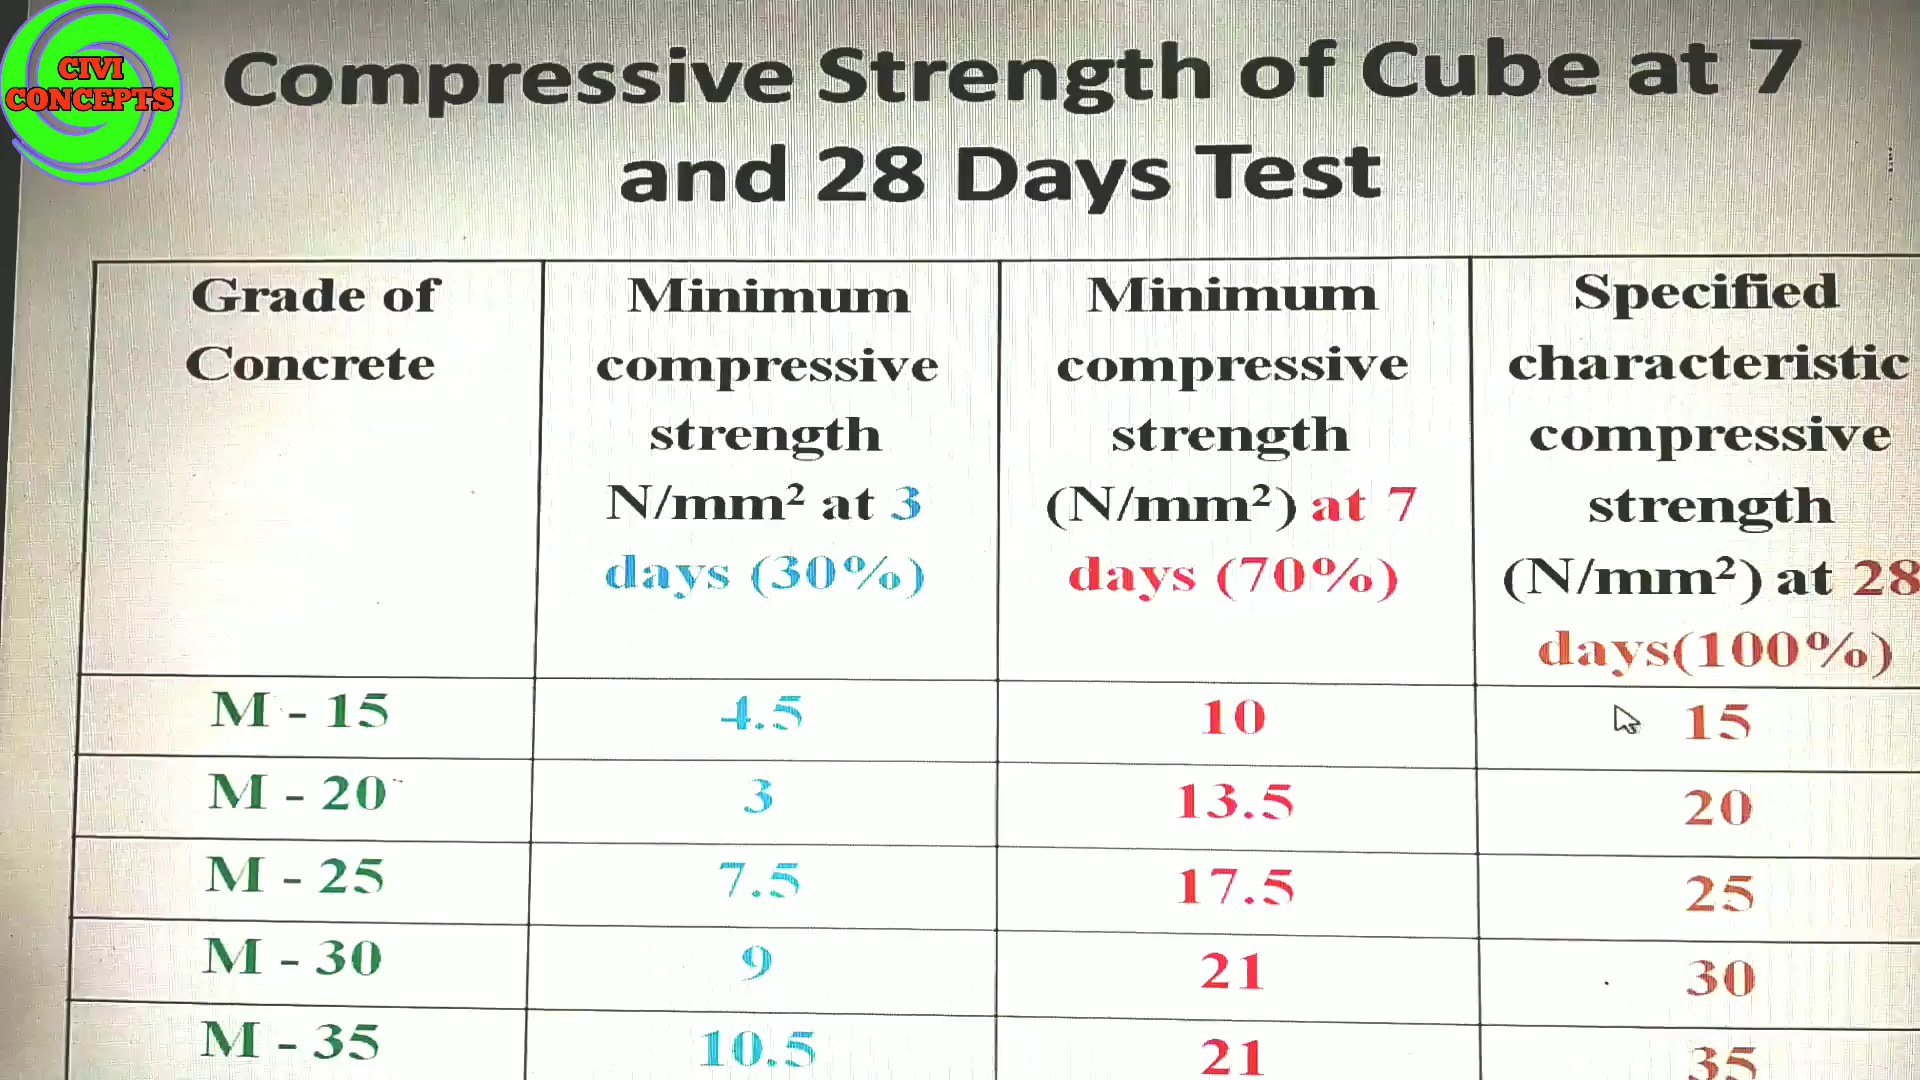 CIVI
CONCEPTS
Compressive Strength of Cube at 7
and 28 Days Test
Grade of
Concrete
Minimum
compressive
strength
N/mm² at 3
days (30%)
Minimum
compressive
strength
(N/mm²) at 7
days (70%)
Specified
characteristic
compressive
strength
(N/mm²) at 28
days(100%)
M - 15 4.5 10 15
M - 20 3 13.5 20
M - 25 7.5 17.5 25
M - 30 9 21 30
M - 35 10.5 21 35